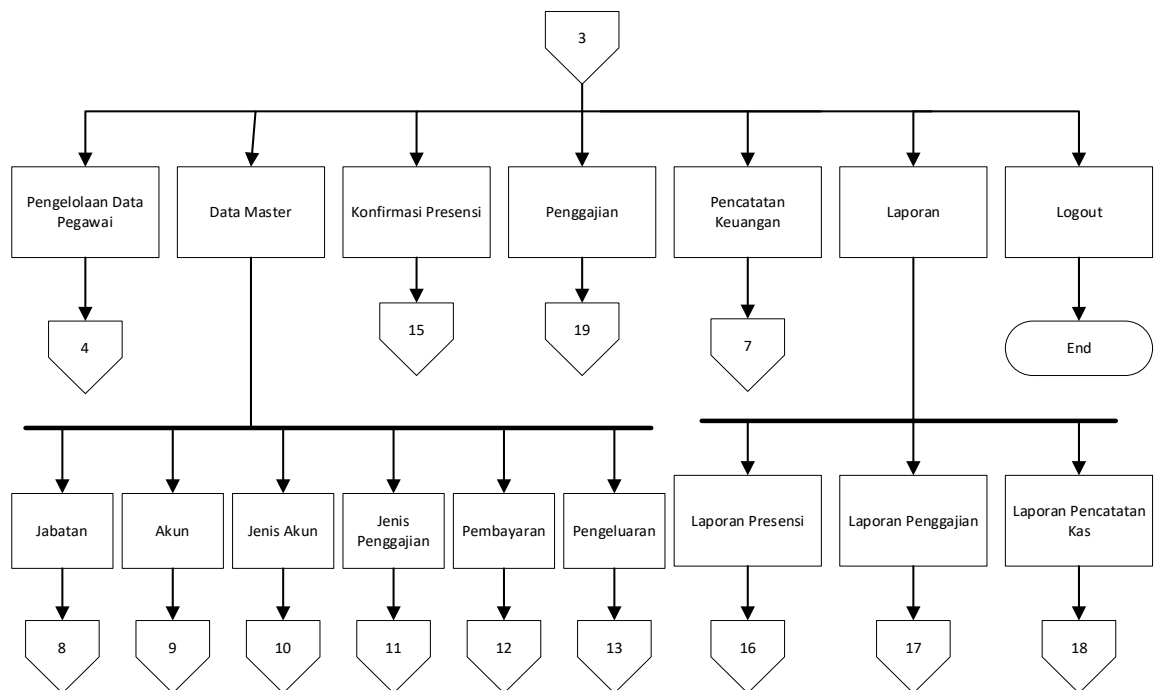 3
Pengelolaan Data
Pegawai
Data Master
Konfirmasi Presensi
Penggajian
Pencatatan
Keuangan
Laporan
Logout
4
15
19
7
End
Jabatan
Akun
Jenis Akun
Jenis
Penggajian
Pembayaran
Pengeluaran
Laporan Presensi
Laporan Penggajian
Laporan Pencatatan
Kas
8
9
10
11
12
13
16
17
18